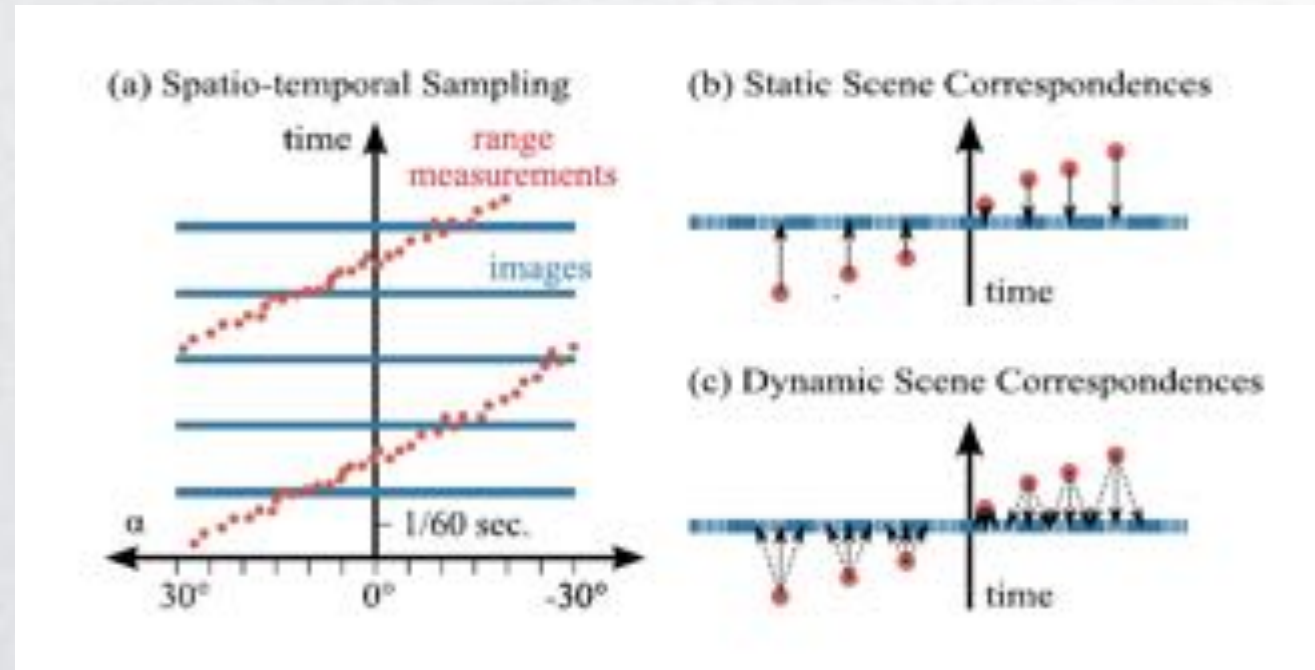 (a) Spatio-temporal Sampling
time
range
measurements
images
α
1/60 sec.
30°
0°
-30°
(b) Static Scene Correspondences
time
(c) Dynamic Scene Correspondences
time